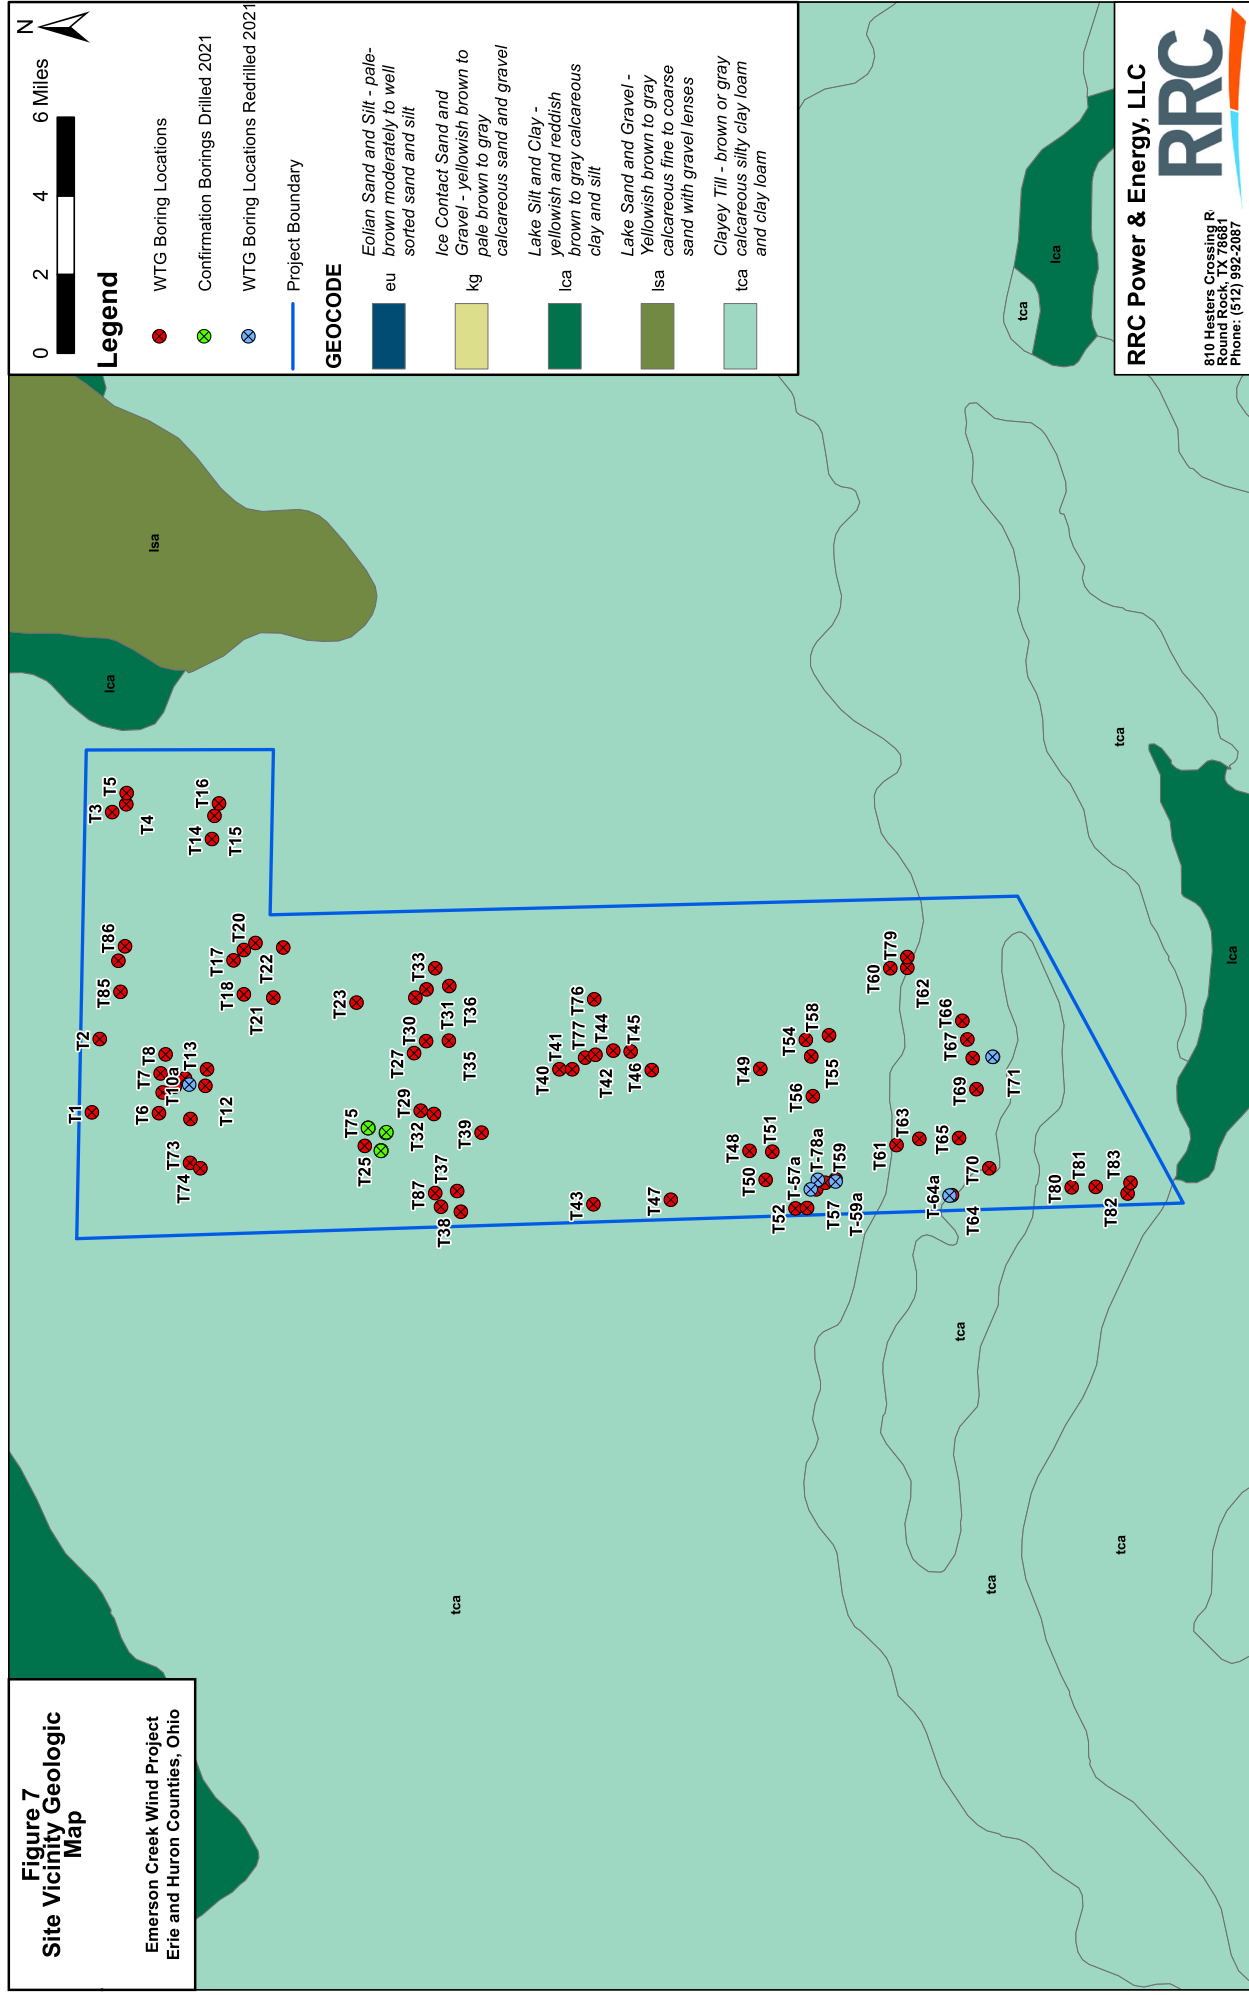 Figure 7
Site Vicinity Geologic
Map
Emerson Creek Wind Project
Erie and Huron Counties, Ohio
0 2 4 6 Miles
N
Legend
WTG Boring Locations
Confirmation Borings Drilled 2021
WTG Boring Locations Redrilled 2021
Project Boundary
GEOCODE
eu
Eolian Sand and Silt - pale-
brown moderately to well
sorted sand and silt
kg
Ice Contact Sand and
Gravel - yellowish brown to
pale brown to gray
calcareous sand and gravel
lca
Lake Silt and Clay -
yellowish and reddish
brown to gray calcareous
clay and silt
lsa
Lake Sand and Gravel -
Yellowish brown to gray
calcareous fine to coarse
sand with gravel lenses
tca
Clayey Till - brown or gray
calcareous silty clay loam
and clay loam
RRC Power & Energy, LLC
RRC
810 Hesters Crossing R
Round Rock, TX 78681
Phone: (512) 992-2087
lsa
lca
T1
T2
T3
T5
T4
T85
T86
T6
T7
T8
T10a
T13
T12
T73
T74
T14
T16
T15
T17
T20
T18
T22
T21
T23
T75
T25
T27
T30
T33
T31
T36
T35
T29
T32
T39
T87
T37
T38
T40
T41
T77
T44
T76
T42
T45
T46
T43
T47
T48
T51
T50
T49
T54
T58
T55
T56
T52
T-57a
T-78a
T59
T57
T-59a
T60
T79
T62
T61
T63
T65
T66
T67
T69
T71
T70
T-64a
T64
T80
T81
T83
T82
tca
tca
tca
tca
tca
lca
tca
lca